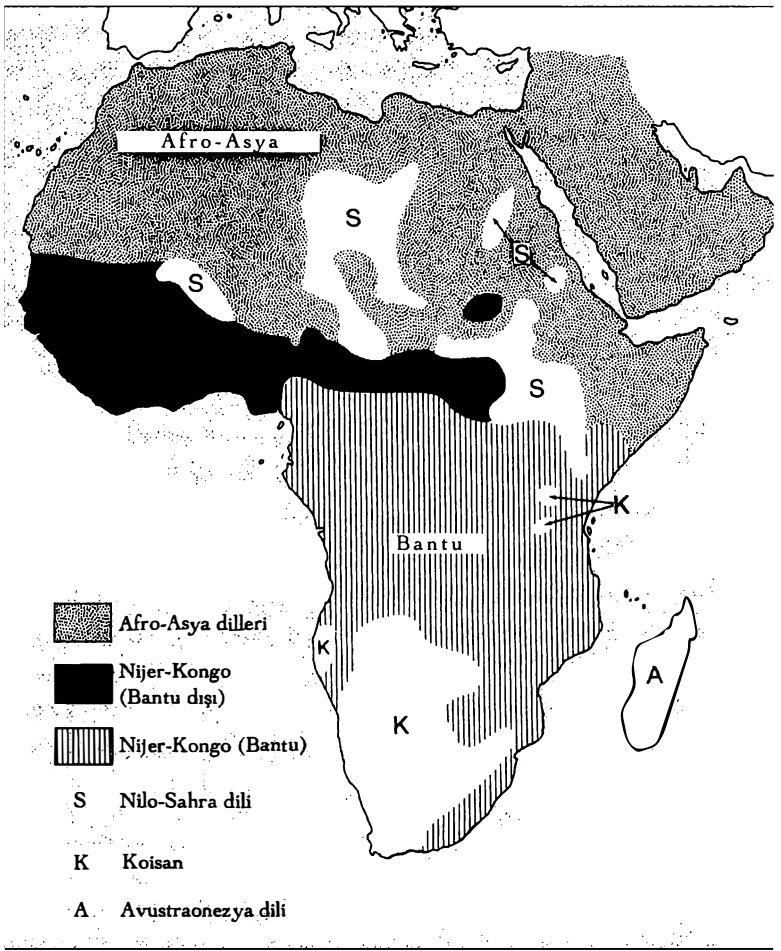 Afro-Asya
S
S
S
S
K
Bantu
K
A
K
Afro-Asya dilleri
Nijer-Kongo
(Bantu dışı)
Nijer-Kongo (Bantu)
S Nilo-Sahra dili
K Koisan
A Avustraonezya dili